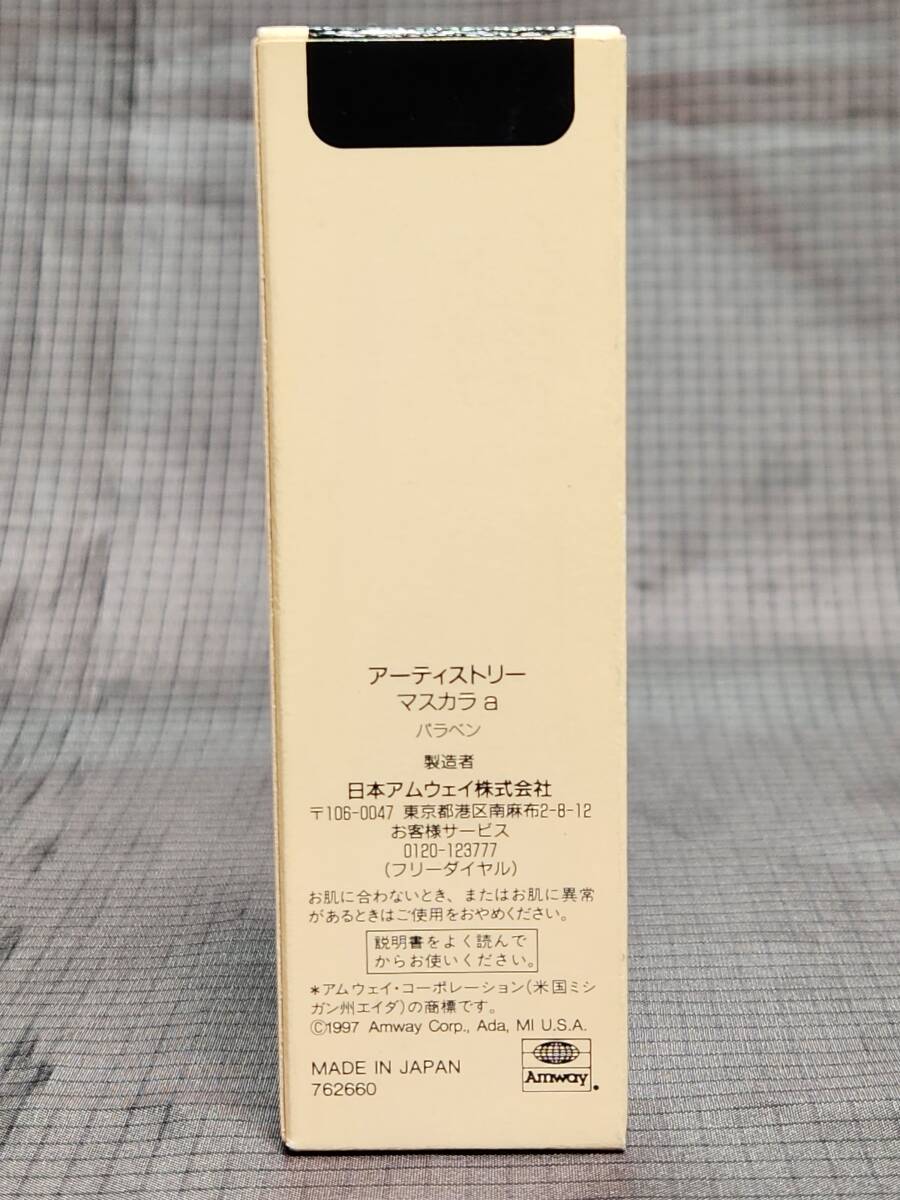 アーティストリー
マスカラ a
パラベン
製造者
日本アムウェイ株式会社
〒106-0047 東京都港区南麻布2-8-12
お客様サービス
0120-123777
(フリーダイヤル)
お肌に合わないとき、またはお肌に異常
があるときはご使用をおやめください。
説明書をよく読んで
からお使いください。
*アムウェイ・コーポレーション(米国ミシ
ガン州エイダ)の商標です。
©1997 Amway Corp., Ada, MI U.S.A.
MADE IN JAPAN
762660
Amway